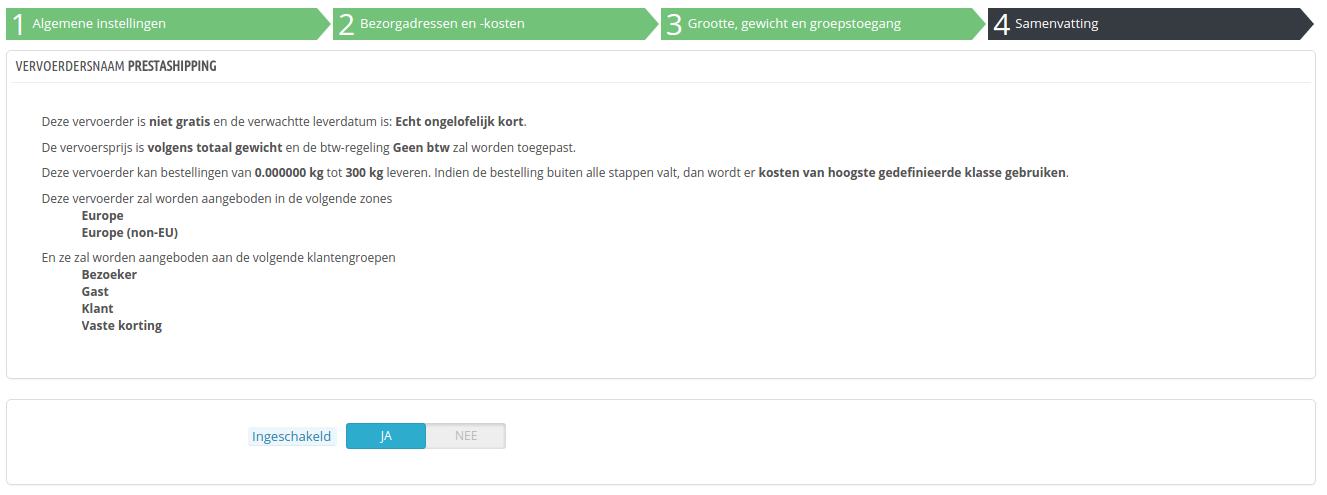 1 Algemene instellingen
2 Bezorgadressen en -kosten
3 Grootte, gewicht en groepstoegang
4 Samenvatting
VERVOERDERSNAAM PRESTASHIPPING
Deze vervoerder is niet gratis en de verwachtte leverdatum is: Echt ongelofelijk kort.
De vervoersprijs is volgens totaal gewicht en de btw-regeling Geen btw zal worden toegepast.
Deze vervoerder kan bestellingen van 0.000000 kg tot 300 kg leveren. Indien de bestelling buiten alle stappen valt, dan wordt er kosten van hoogste gedefinieerde klasse gebruiken.
Deze vervoerder zal worden aangeboden in de volgende zones
Europe
Europe (non-EU)
En ze zal worden aangeboden aan de volgende klantengroepen
Bezoeker
Gast
Klant
Vaste korting
Ingeschakeld JA NEE